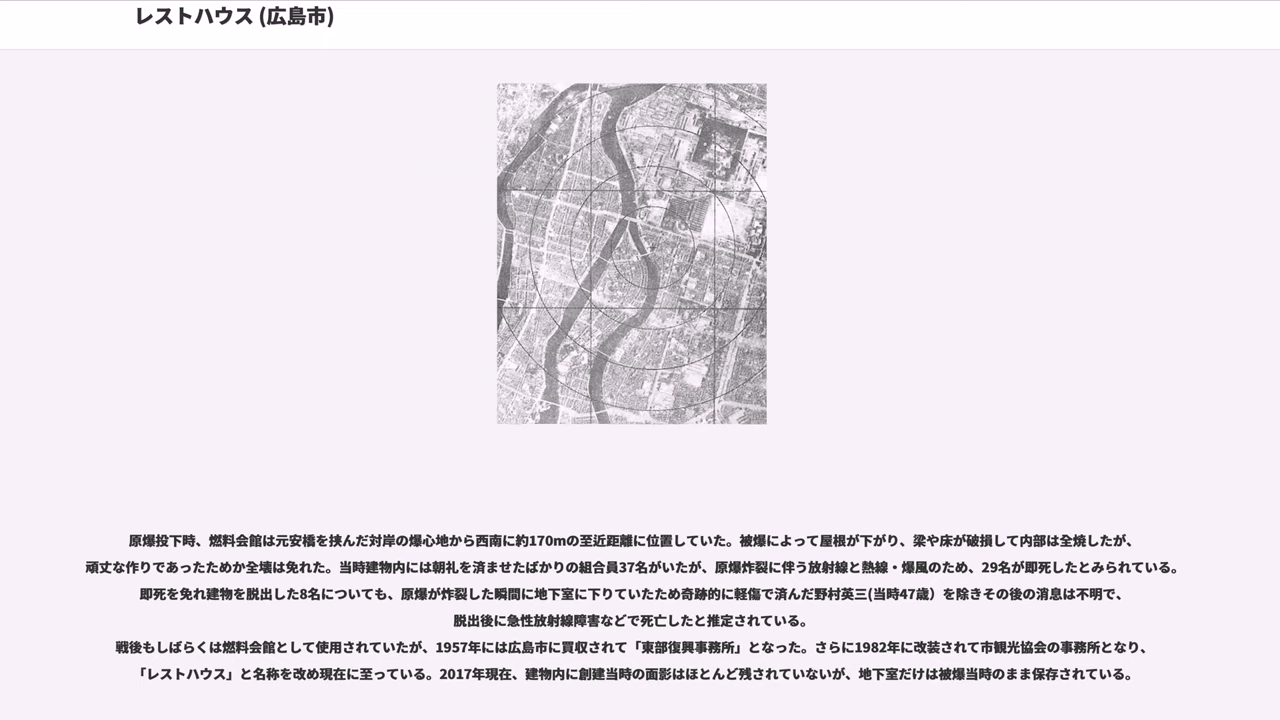 レストハウス (広島市)
原爆投下時、燃料会館は元安橋を挟んだ対岸の爆心地から西南に約170mの至近距離に位置していた。被爆によって屋根が下がり、梁や床が破損して内部は全焼したが、
頑丈な作りであったためか全壊は免れた。当時建物内には朝礼を済ませたばかりの組合員37名がいたが、原爆炸裂に伴う放射線と熱線・爆風のため、29名が即死したとみられている。
即死を免れ建物を脱出した8名についても、原爆が炸裂した瞬間に地下室に下りていたため奇跡的に軽傷で済んだ野村英三(当時47歳）を除きその後の消息は不明で、
脱出後に急性放射線障害などで死亡したと推定されている。
戦後もしばらくは燃料会館として使用されていたが、1957年には広島市に買収されて「東部復興事務所」となった。さらに1982年に改装されて市観光協会の事務所となり、
「レストハウス」と名称を改め現在に至っている。2017年現在、建物内に創建当時の面影はほとんど残されていないが、地下室だけは被爆当時のまま保存されている。